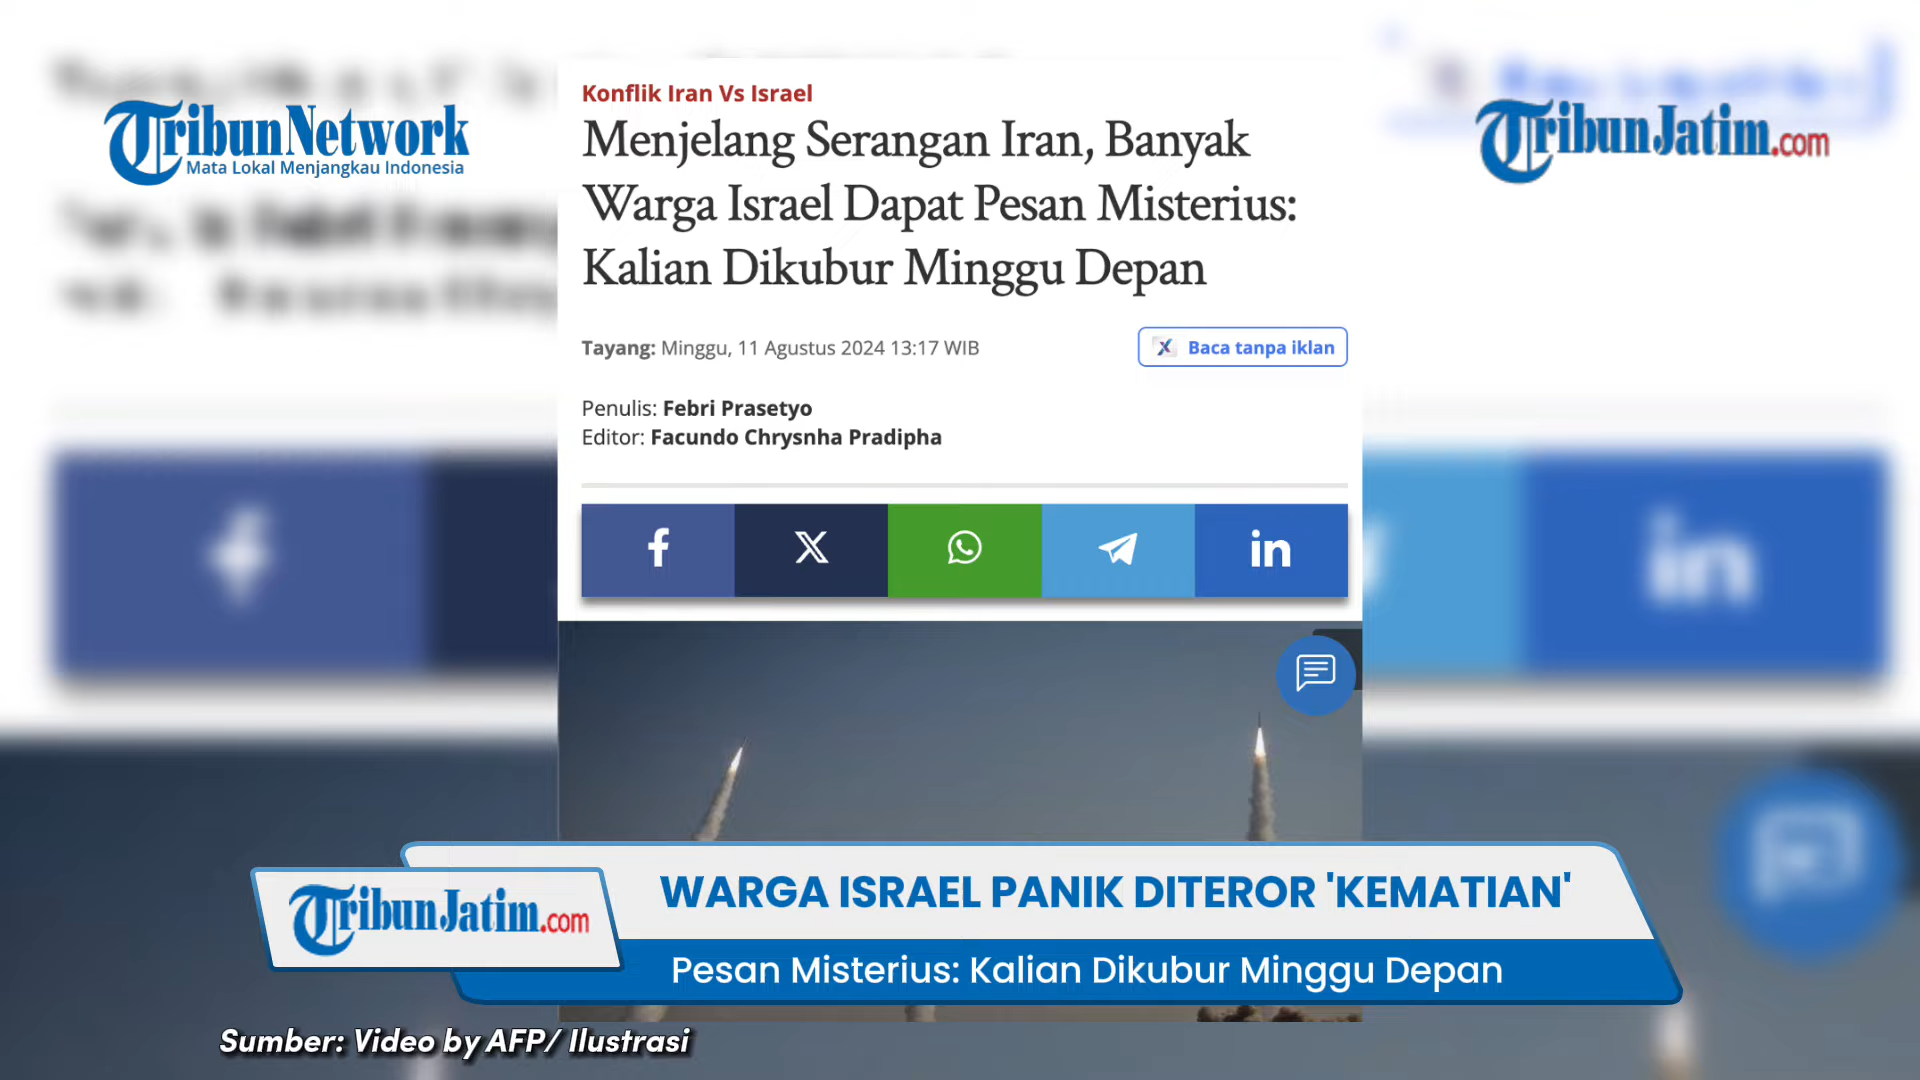 TribunNetwork
Mata Lokal Menjangkau Indonesia
TribunJatim.com
Konflik Iran Vs Israel
Menjelang Serangan Iran, Banyak
Warga Israel Dapat Pesan Misterius:
Kalian Dikubur Minggu Depan
Tayang: Minggu, 11 Agustus 2024 13:17 WIB
Baca tanpa iklan
Penulis: Febri Prasetyo
Editor: Facundo Chrysnha Pradipha
TribunJatim.com
WARGA ISRAEL PANIK DITEROR 'KEMATIAN'
Pesan Misterius: Kalian Dikubur Minggu Depan
Sumber: Video by AFP/ Ilustrasi